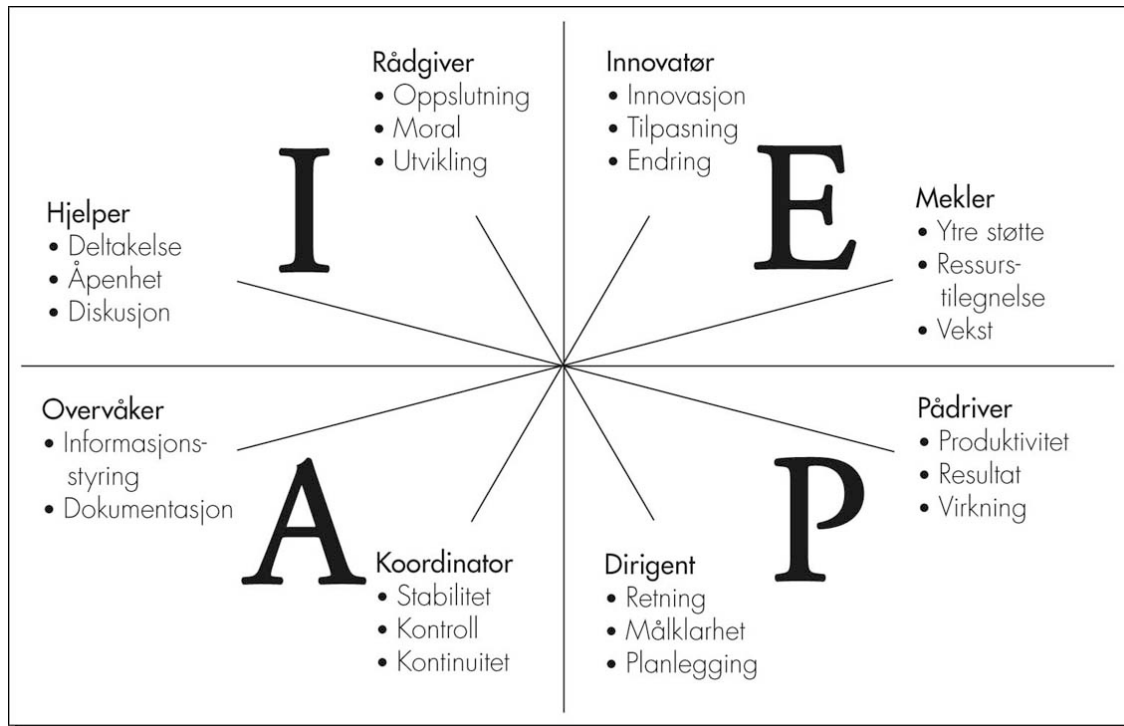 Rådgiver
• Oppslutning
• Moral
• Utvikling
I
Hjelper
• Deltakelse
• Åpenhet
• Diskusjon
Innovatør
• Innovasjon
• Tilpasning
• Endring
E
Mekler
• Ytre støtte
• Ressurs-
tilegnelse
• Vekst
Overvåker
• Informasjons-
styring
• Dokumentasjon
A
Koordinator
• Stabilitet
• Kontroll
• Kontinuitet
Pådriver
• Produktivitet
• Resultat
• Virkning
P
Dirigent
• Retning
• Målklarhet
• Planlegging